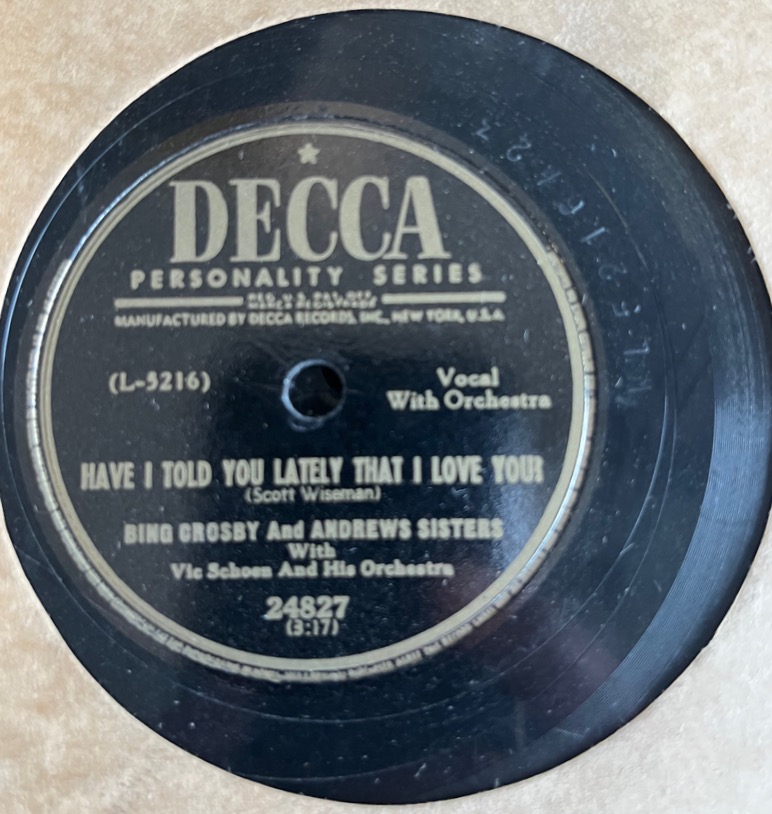 DECCA
PERSONALITY SERIES
MANUFACTURED BY DECCA RECORDS, INC., NEW YORK, U.S.A.
(L-5216)
Vocal
With Orchestra
HAVE I TOLD YOU LATELY THAT I LOVE YOU?
(Scott Wiseman)
BING CROSBY And ANDREWS SISTERS
With
Vic Schoen And His Orchestra
24827
(3:17)